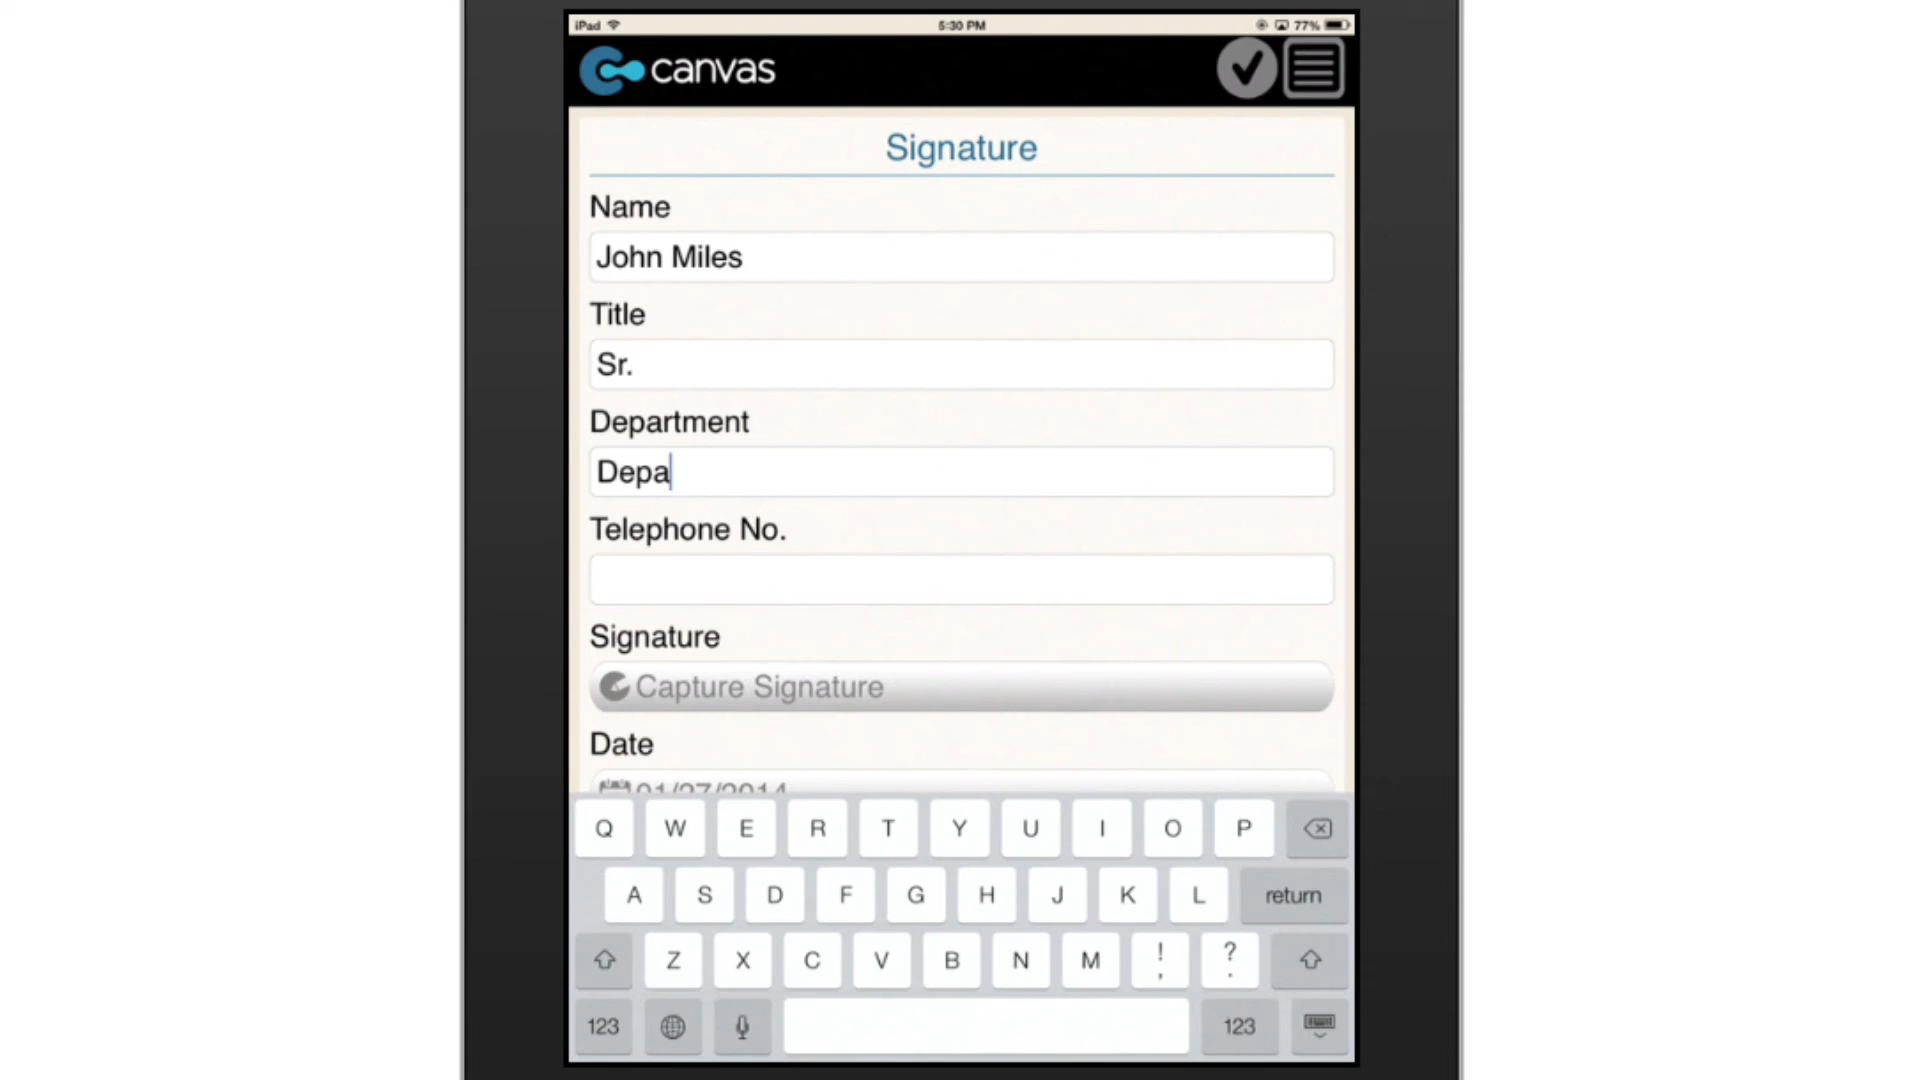 iPad 5:30 PM 77%
canvas
Signature
Name
John Miles
Title
Sr.
Department
Depa
Telephone No.
Signature
Capture Signature
Date
01/27/2014
Q W E R T Y U I O P
A S D F G H J K L return
Z X C V B N M ! , ? .
123 123